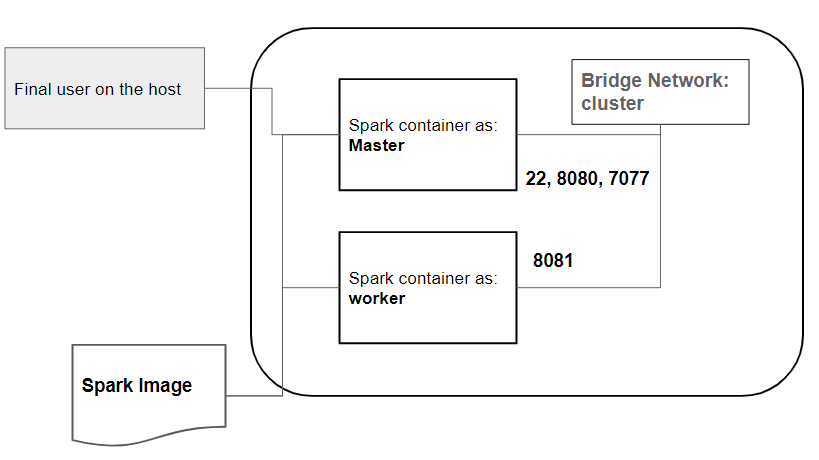 Final user on the host
Spark container as:
Master
Bridge Network:
cluster
22, 8080, 7077
8081
Spark container as:
worker
Spark Image